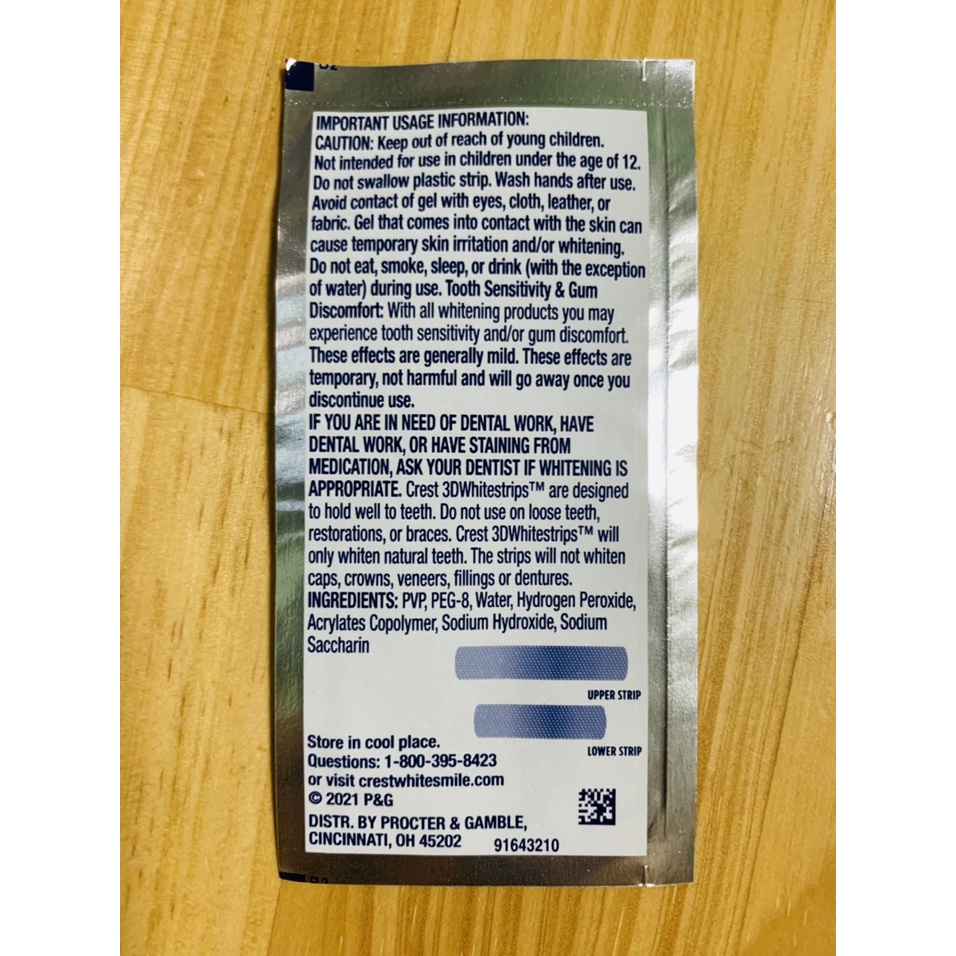 IMPORTANT USAGE INFORMATION:
CAUTION: Keep out of reach of young children.
Not intended for use in children under the age of 12.
Do not swallow plastic strip. Wash hands after use.
Avoid contact of gel with eyes, cloth, leather, or
fabric. Gel that comes into contact with the skin can
cause temporary skin irritation and/or whitening.
Do not eat, smoke, sleep, or drink (with the exception
of water) during use. Tooth Sensitivity & Gum
Discomfort: With all whitening products you may
experience tooth sensitivity and/or gum discomfort.
These effects are generally mild. These effects are
temporary, not harmful and will go away once you
discontinue use.
IF YOU ARE IN NEED OF DENTAL WORK, HAVE
DENTAL WORK, OR HAVE STAINING FROM
MEDICATION, ASK YOUR DENTIST IF WHITENING IS
APPROPRIATE. Crest 3DWhitestrips™ are designed
to hold well to teeth. Do not use on loose teeth,
restorations, or braces. Crest 3DWhitestrips™ will
only whiten natural teeth. The strips will not whiten
caps, crowns, veneers, fillings or dentures.
INGREDIENTS: PVP, PEG-8, Water, Hydrogen Peroxide,
Acrylates Copolymer, Sodium Hydroxide, Sodium
Saccharin
UPPER STRIP
LOWER STRIP
Store in cool place.
Questions: 1-800-395-8423
or visit crestwhitesmile.com
© 2021 P&G
DISTR. BY PROCTER & GAMBLE,
CINCINNATI, OH 45202
91643210